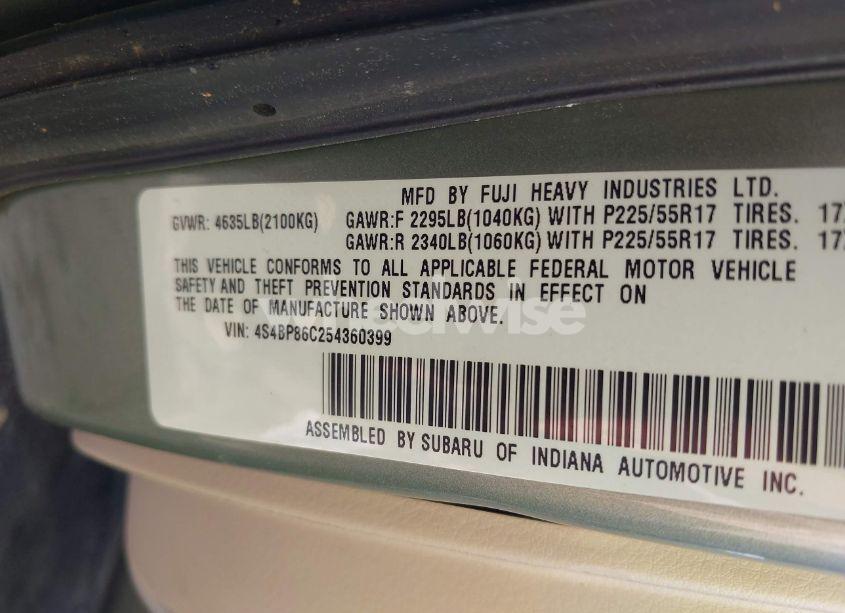 MFD BY FUJI HEAVY INDUSTRIES LTD.
GVWR: 4635LB(2100KG) GAWR:F 2295LB(1040KG) WITH P225/55R17 TIRES. 17
GAWR:R 2340LB(1060KG) WITH P225/55R17 TIRES. 17
THIS VEHICLE CONFORMS TO ALL APPLICABLE FEDERAL MOTOR VEHICLE
SAFETY AND THEFT PREVENTION STANDARDS IN EFFECT ON
THE DATE OF MANUFACTURE SHOWN ABOVE.
VIN: 4S4BP86C254360399
ASSEMBLED BY SUBARU OF INDIANA AUTOMOTIVE INC.